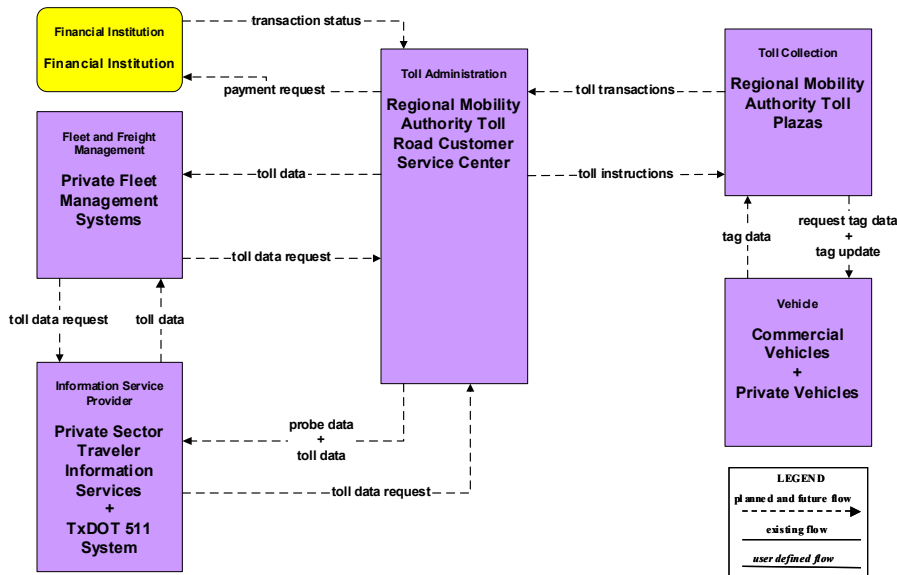 Financial Institution
Financial Institution
transaction status
payment request
Toll Administration
Regional Mobility
Authority Toll
Road Customer
Service Center
toll transactions
toll instructions
Toll Collection
Regional Mobility
Authority Toll
Plazas
Fleet and Freight
Management
Private Fleet
Management
Systems
toll data
toll data request
tag data
request tag data
+
tag update
toll data request
toll data
Vehicle
Commercial
Vehicles
+
Private Vehicles
Information Service
Provider
Private Sector
Traveler
Information
Services
+
TxDOT 511
System
probe data
+
toll data
toll data request
LEGEND
planned and future flow
existing flow
user defined flow